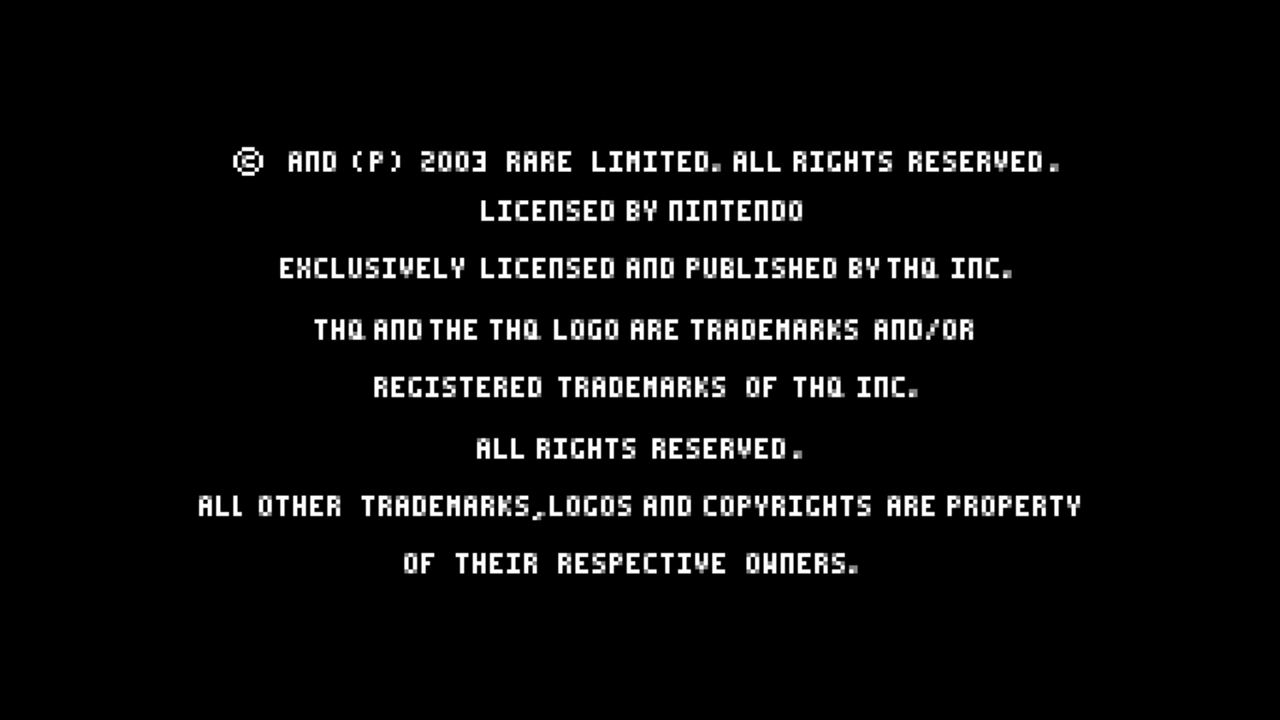 © AND (P) 2003 RARE LIMITED. ALL RIGHTS RESERVED.
LICENSED BY NINTENDO
EXCLUSIVELY LICENSED AND PUBLISHED BY THQ INC.
THQ AND THE THQ LOGO ARE TRADEMARKS AND/OR
REGISTERED TRADEMARKS OF THQ INC.
ALL RIGHTS RESERVED.
ALL OTHER TRADEMARKS,LOGOS AND COPYRIGHTS ARE PROPERTY
OF THEIR RESPECTIVE OWNERS.